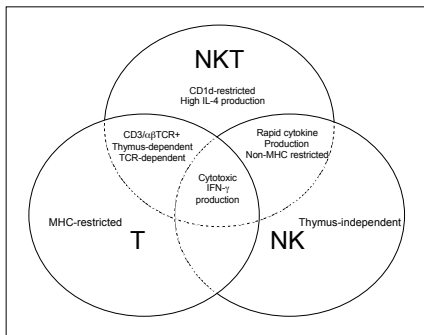 NKT
CD1d-restricted
High IL-4 production
CD3/αβTCR+
Thymus-dependent
TCR-dependent
Rapid cytokine
Production
Non-MHC restricted
Cytotoxic
IFN-γ
production
MHC-restricted
T
NK
Thymus-independent